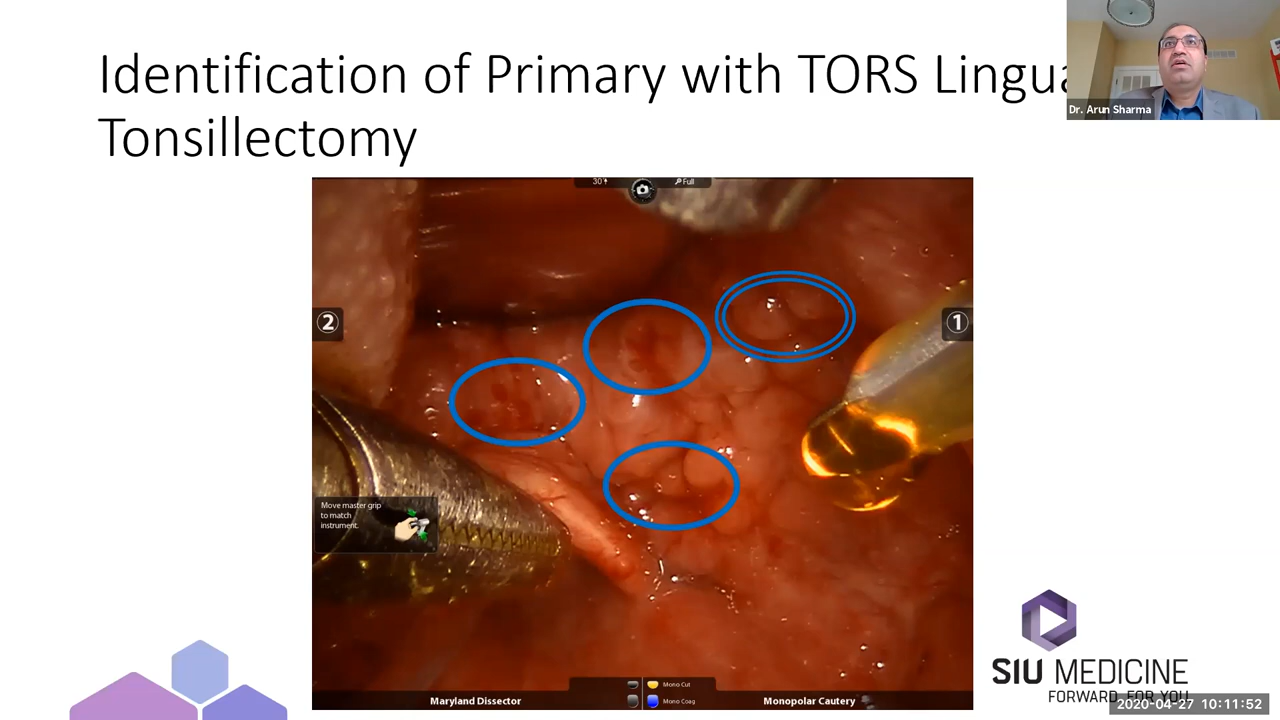 Identification of Primary with TORS Lingua
Tonsillectomy
Dr. Arun Sharma
30°
Full
2
1
Move master grip
to match
instrument.
Mono Cut
Maryland Dissector
Monopolar Cautery
Mono Coag
SIU MEDICINE
FORWARD FOR YOU
2020-04-27 10:11:52